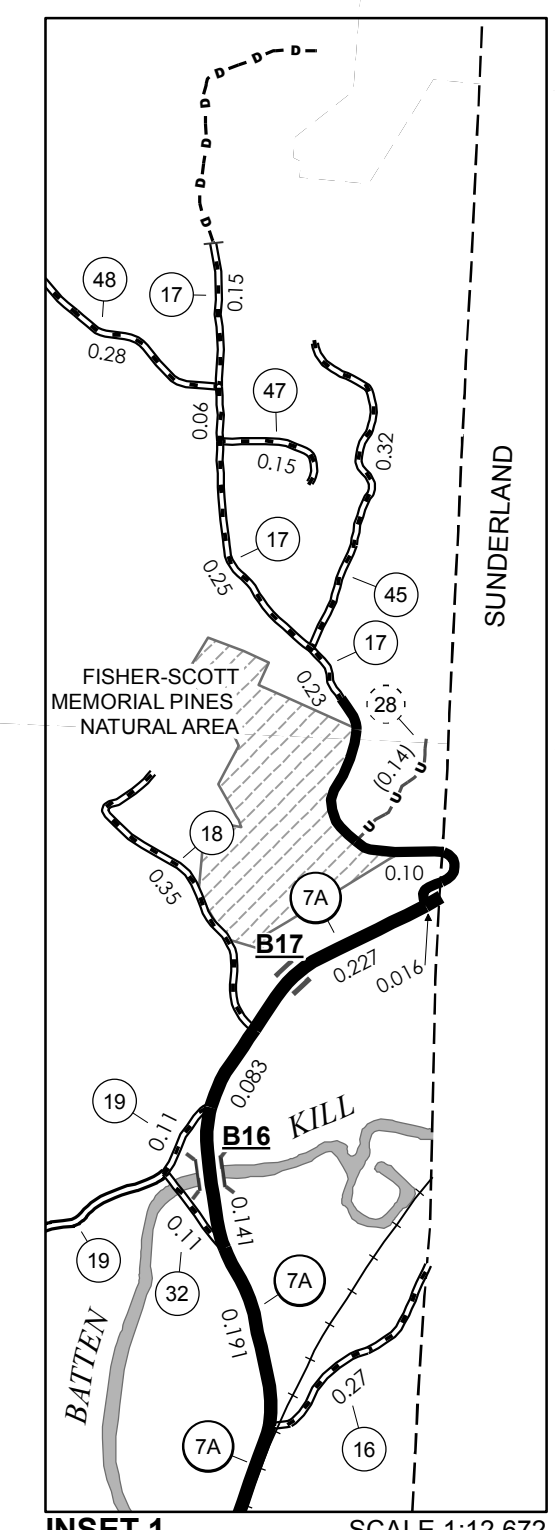 D
D
D
D
D
D
D
48
17
0.15
0.28
47
0.06
0.15
0.32
SUNDERLAND
17
0.25
45
17
FISHER-SCOTT
MEMORIAL PINES
NATURAL AREA
0.23
28
(0.14)
U
U
U
18
0.35
0.10
7A
B17
0.227
0.016
0.083
19
0.11
KILL
B16
0.11
0.141
19
32
7A
0.191
BATTEN
0.27
16
7A
INSET 1
SCALE 1:12,672